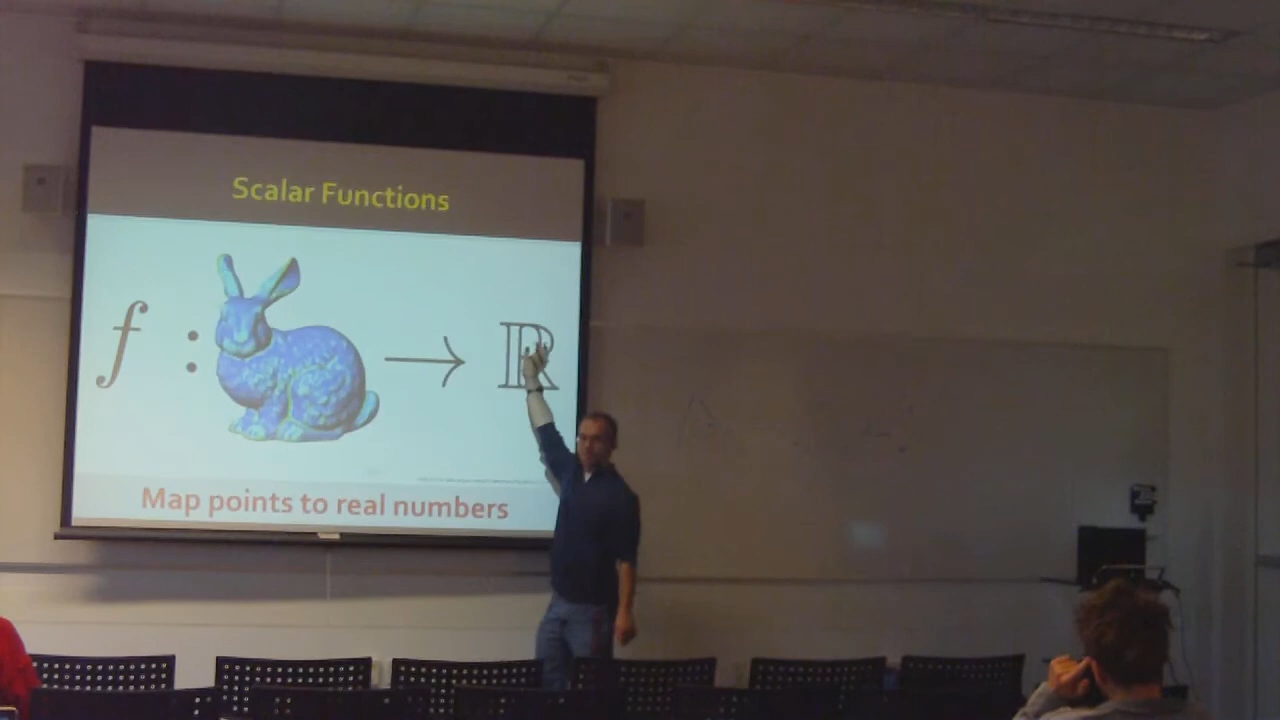 Scalar Functions
f : → ℝ
Map points to real numbers